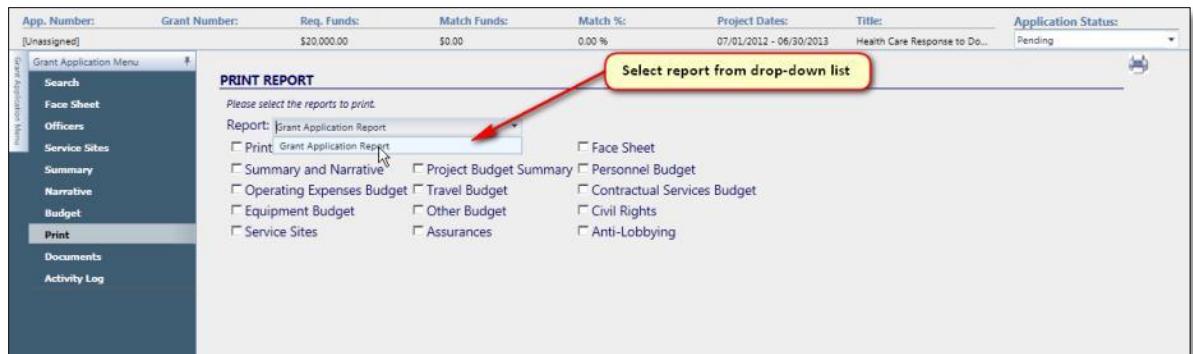 App. Number: Grant Number: Req. Funds: Match Funds: Match %: Project Dates: Title: Application Status:
[Unassigned] $20,000.00 $0.00 0.00 % 07/01/2012 - 06/30/2013 Health Care Response to Do... Pending
Grant Application Menu
Grant Application Menu
Search
Face Sheet
Officers
Service Sites
Summary
Narrative
Budget
Print
Documents
Activity Log
PRINT REPORT
Select report from drop-down list
Please select the reports to print.
Report: Grant Application Report
Grant Application Report
Print Face Sheet
Summary and Narrative Project Budget Summary Personnel Budget
Operating Expenses Budget Travel Budget Contractual Services Budget
Equipment Budget Other Budget Civil Rights
Service Sites Assurances Anti-Lobbying